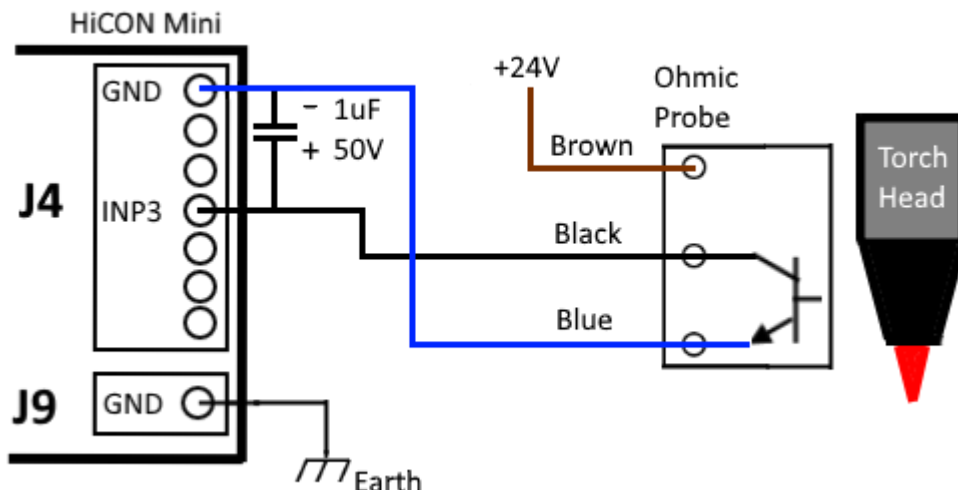 HiCON Mini
GND
- 1uF
+ 50V
J4
INP3
+24V
Ohmic
Probe
Brown
Black
Blue
Torch
Head
J9
GND
Earth